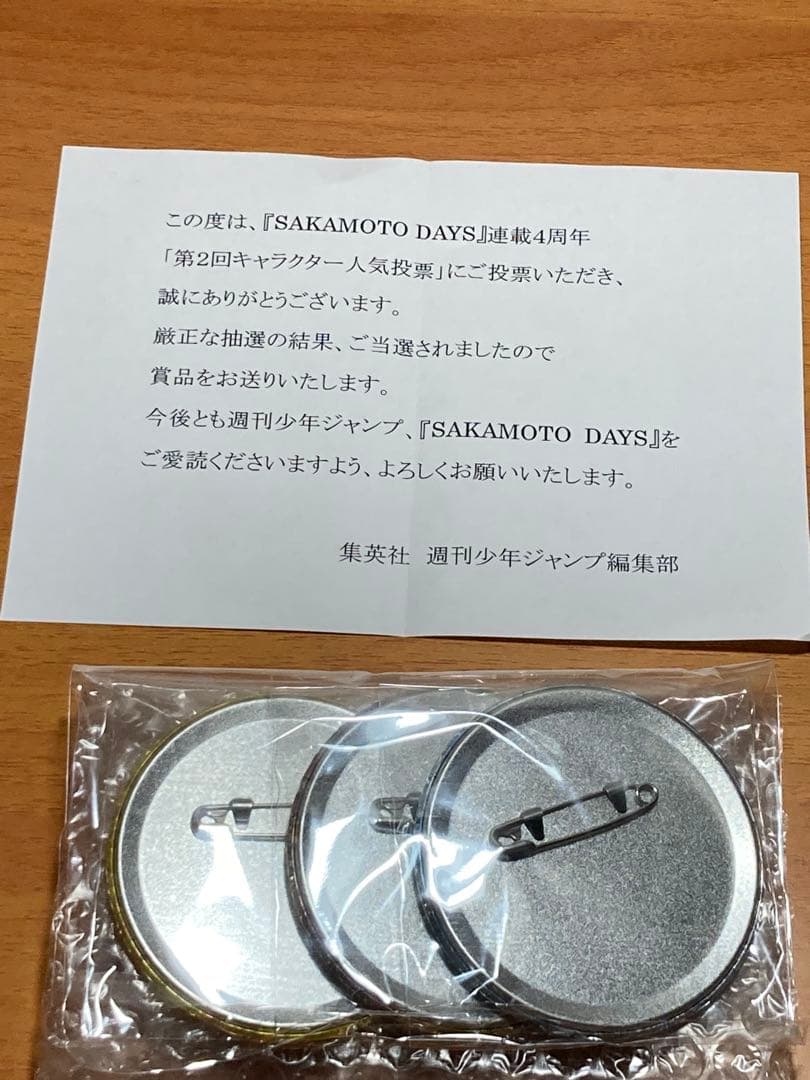 この度は、『SAKAMOTO DAYS』連載4周年
「第2回キャラクター人気投票」にご投票いただき、
誠にありがとうございます。
厳正な抽選の結果、ご当選されましたので
賞品をお送りいたします。
今後とも週刊少年ジャンプ、『SAKAMOTO DAYS』を
ご愛読くださいますよう、よろしくお願いいたします。
集英社 週刊少年ジャンプ編集部